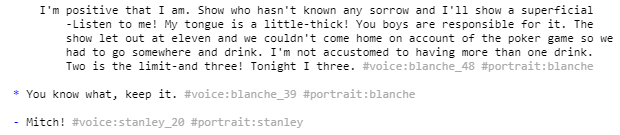 I'm positive that I am. Show who hasn't known any sorrow and I'll show a superficial
-Listen to me! My tongue is a little-thick! You boys are responsible for it. The
show let out at eleven and we couldn't come home on account of the poker game so we
had to go somewhere and drink. I'm not accustomed to having more than one drink.
Two is the limit-and three! Tonight I three. #voice:blanche_48 #portrait:blanche
* You know what, keep it. #voice:blanche_39 #portrait:blanche
- Mitch! #voice:stanley_20 #portrait:stanley